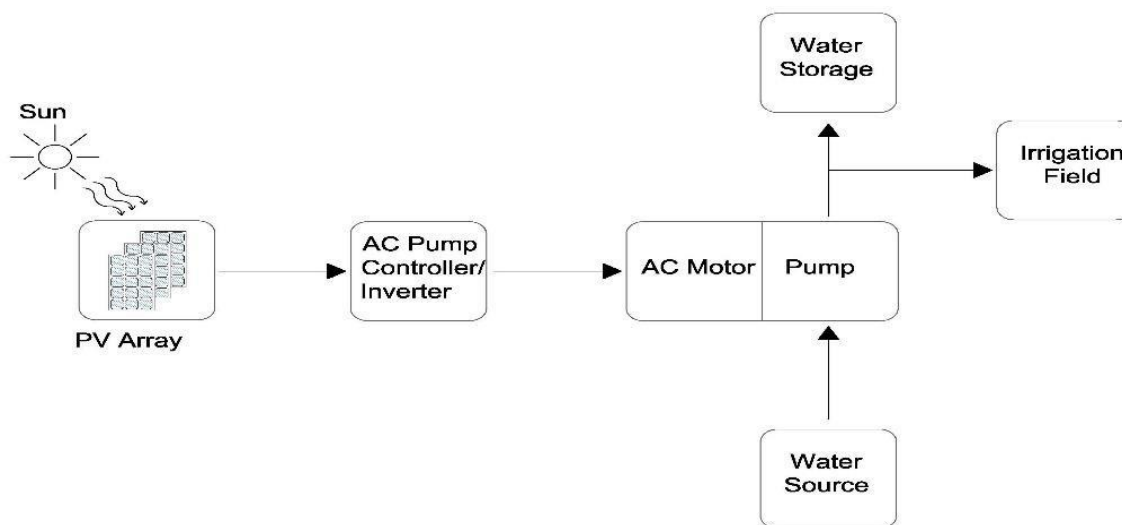 Water
Storage
Sun
Irrigation
Field
AC Pump
Controller/
Inverter
AC Motor
Pump
PV Array
Water
Source